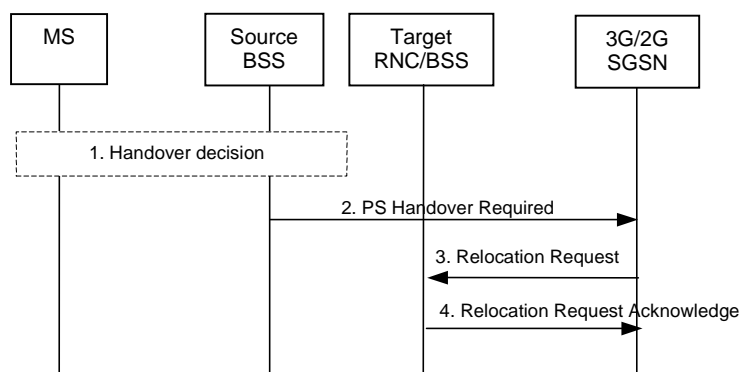 MS
Source
BSS
Target
RNC/BSS
3G/2G
SGSN
1. Handover decision
2. PS Handover Required
3. Relocation Request
4. Relocation Request Acknowledge